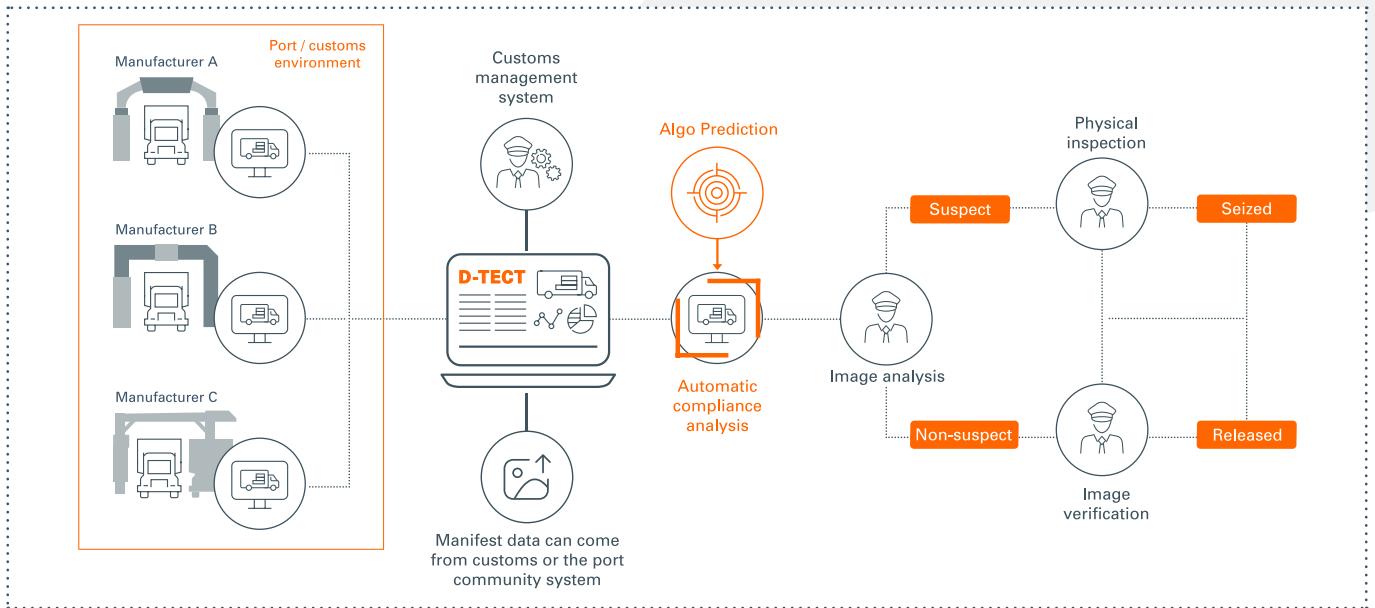 Port / customs
environment
Manufacturer A
Manufacturer B
Manufacturer C
Customs
management
system
D-TECT
Manifest data can come
from customs or the port
community system
Algo Prediction
Automatic
compliance
analysis
Image analysis
Suspect
Non-suspect
Physical
inspection
Image
verification
Seized
Released